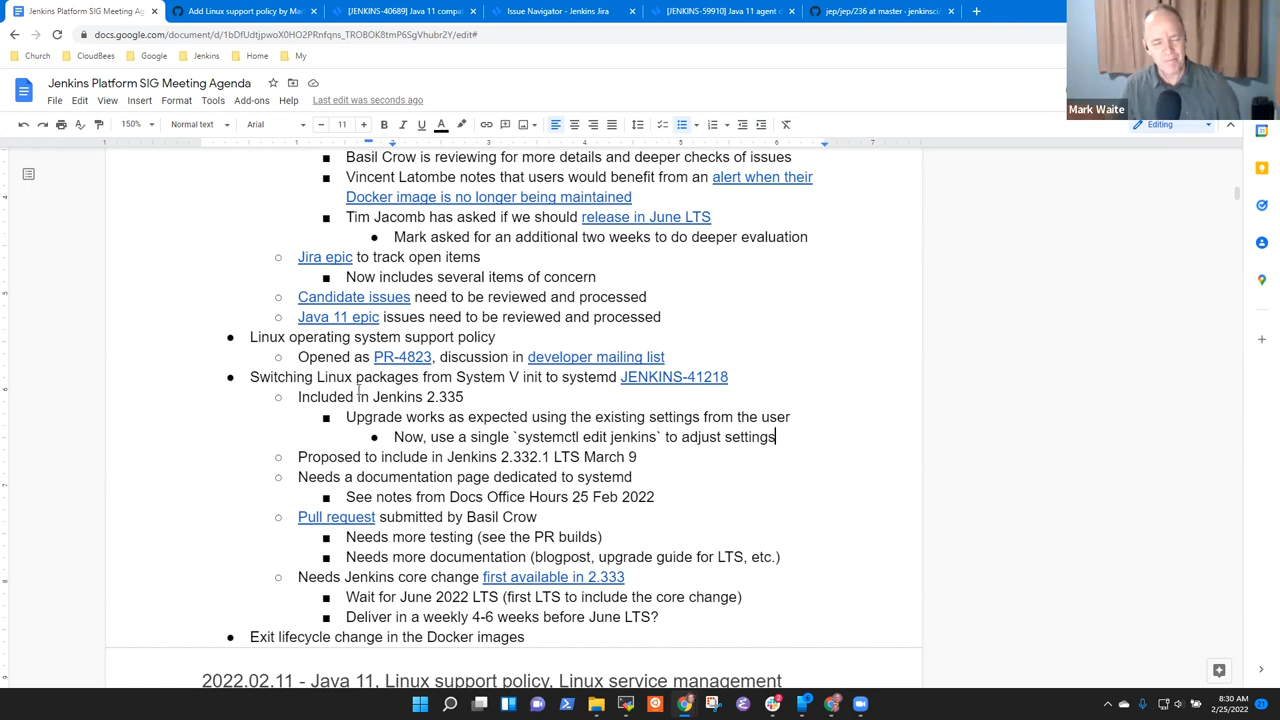 Jenkins Platform SIG Meeting Ag
Add Linux support policy by Mar
[JENKINS-40689] Java 11 compat
Issue Navigator - Jenkins Jira
[JENKINS-59910] Java 11 agent c
jep/jep/236 at master · jenkinsci
docs.google.com/document/d/1bDfUdtjpwoX0HO2PRnfqns_TROBOK8tmP6SgVhubr2Y/edit#
Church
CloudBees
Google
Jenkins
Home
My
Jenkins Platform SIG Meeting Agenda
File Edit View Insert Format Tools Add-ons Help Last edit was seconds ago
Mark Waite
150% Normal text Arial 11 Editing
1 3 4 5 6 7
▪ Basil Crow is reviewing for more details and deeper checks of issues
▪ Vincent Latombe notes that users would benefit from an alert when their
Docker image is no longer being maintained
▪ Tim Jacomb has asked if we should release in June LTS
● Mark asked for an additional two weeks to do deeper evaluation
○ Jira epic to track open items
▪ Now includes several items of concern
○ Candidate issues need to be reviewed and processed
○ Java 11 epic issues need to be reviewed and processed
● Linux operating system support policy
○ Opened as PR-4823, discussion in developer mailing list
● Switching Linux packages from System V init to systemd JENKINS-41218
○ Included in Jenkins 2.335
▪ Upgrade works as expected using the existing settings from the user
● Now, use a single `systemctl edit jenkins` to adjust settings
○ Proposed to include in Jenkins 2.332.1 LTS March 9
○ Needs a documentation page dedicated to systemd
▪ See notes from Docs Office Hours 25 Feb 2022
○ Pull request submitted by Basil Crow
▪ Needs more testing (see the PR builds)
▪ Needs more documentation (blogpost, upgrade guide for LTS, etc.)
○ Needs Jenkins core change first available in 2.333
▪ Wait for June 2022 LTS (first LTS to include the core change)
▪ Deliver in a weekly 4-6 weeks before June LTS?
● Exit lifecycle change in the Docker images
2022.02.11 - Java 11, Linux support policy, Linux service management
8:30 AM
2/25/2022